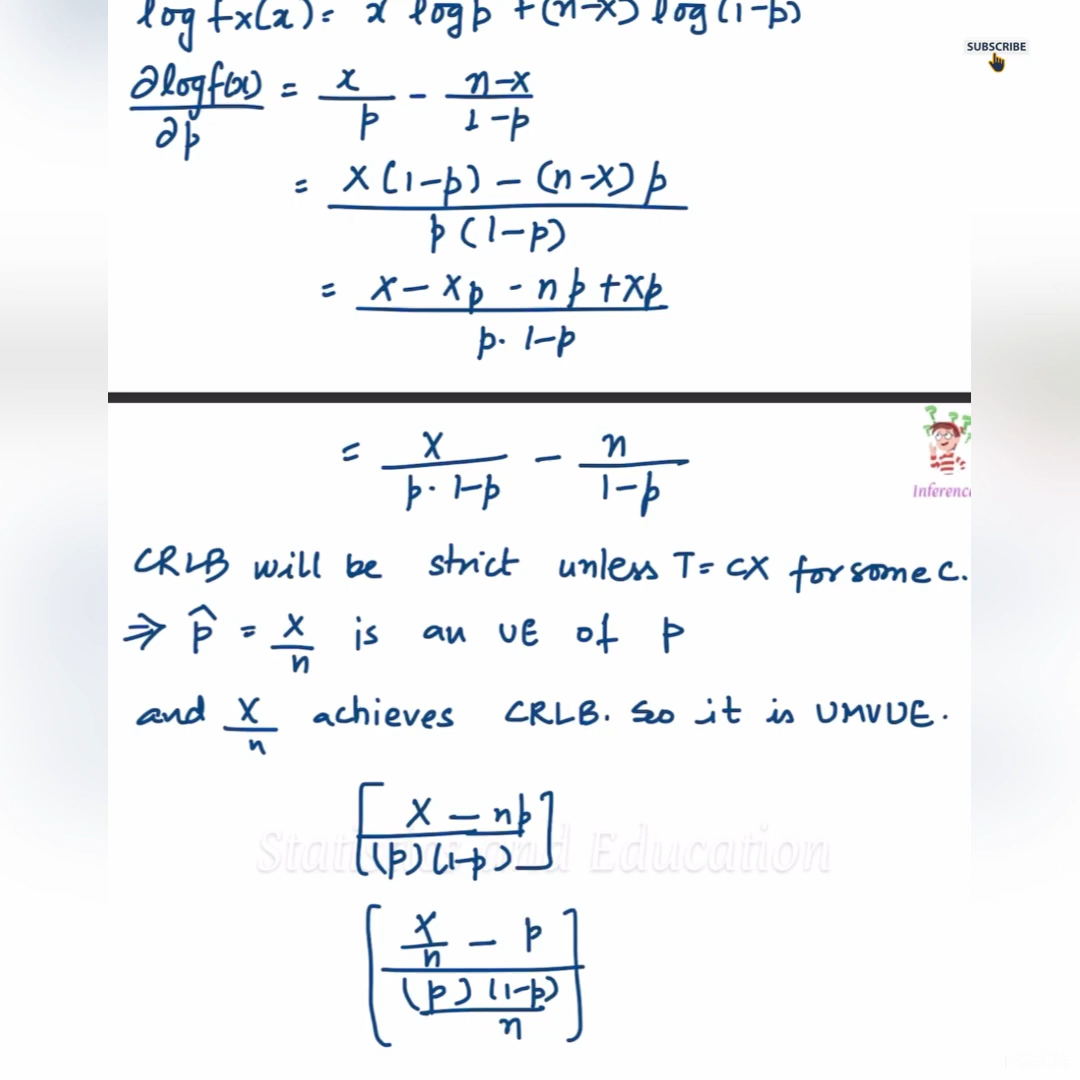 log fx(x) = x log p + (n-x) log (1-p)
SUBSCRIBE
∂logf(x)/∂p = x/p - n-x/1-p
= x(1-p) - (n-x) p / p(1-p)
= x - xp - np + xp / p. 1-p
= x/p. 1-p - n/1-p
Inferenc
CRLB will be strict unless T = cX for some c.
⇒ p̂ = X/n is an UE of p
and X/n achieves CRLB. So it is UMVUE.
[X - np / (p)(1-p)]
Statistics and Education
[X/n - p / (p)(1-p)/n]